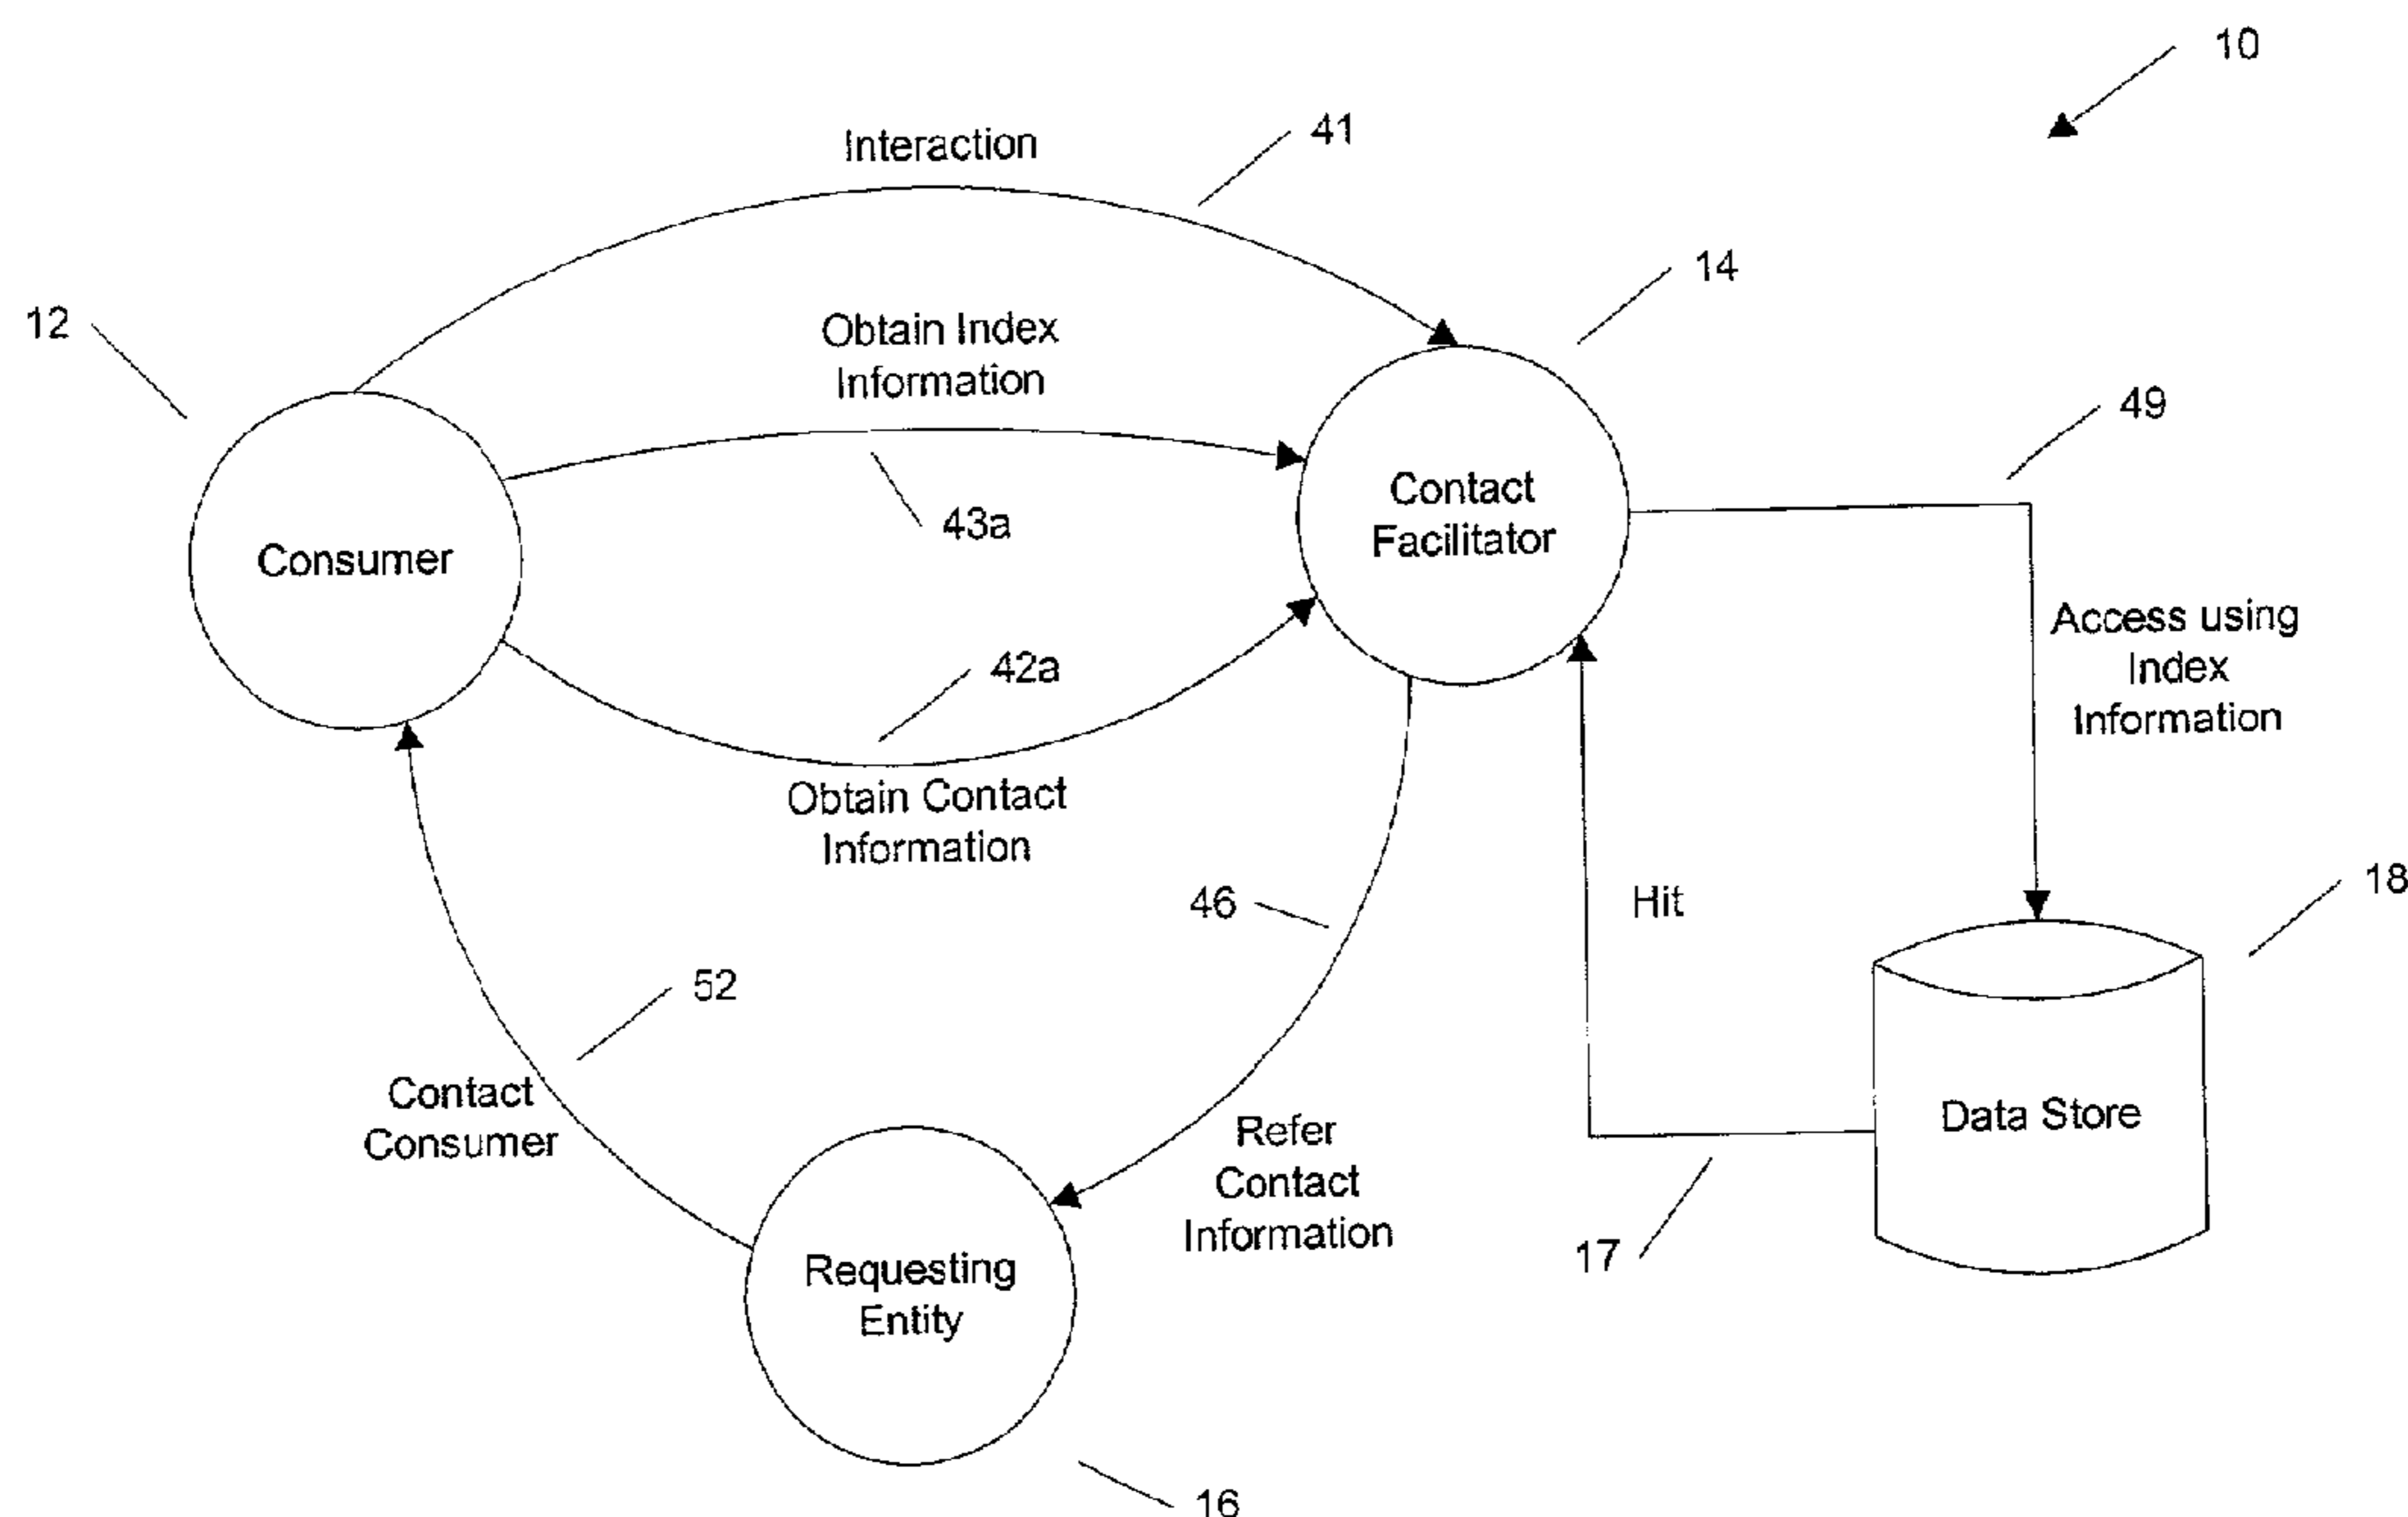 10
Interaction
41
14
12
Obtain Index
Information
49
43a
Contact
Facilitator
Consumer
Access using
Index
Information
42a
Obtain Contact
Information
46
Hit
18
52
Contact
Consumer
Refer
Contact
Information
Data Store
17
Requesting
Entity
16